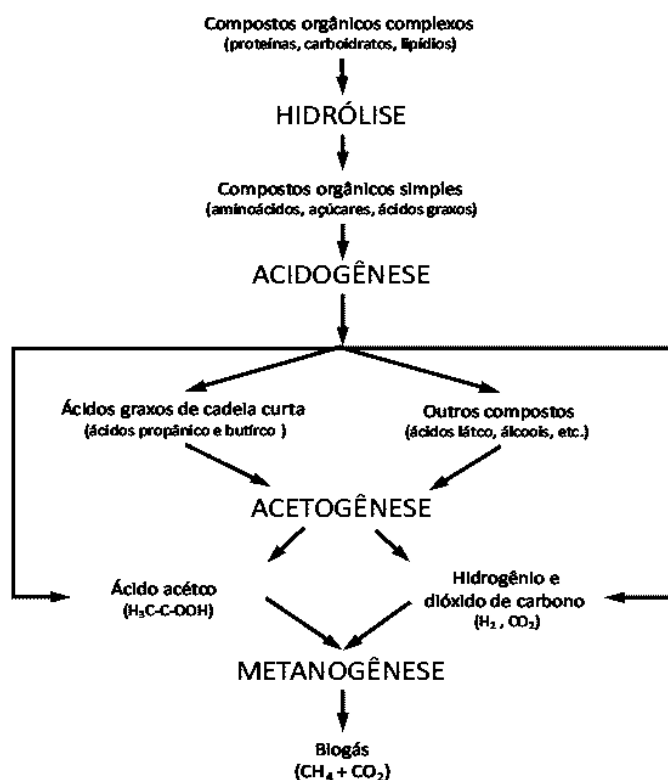 Compostos orgânicos complexos
(proteínas, carboidratos, lipídios)
HIDRÓLISE
Compostos orgânicos simples
(aminoácidos, açúcares, ácidos graxos)
ACIDOGÊNESE
Ácidos graxos de cadeia curta
(ácidos propânico e butírco )
Outros compostos
(ácidos látco, álcoois, etc.)
ACETOGÊNESE
Ácido acétco
(H₃C-C-OOH)
Hidrogênio e
dióxido de carbono
(H₂ , CO₂)
METANOGÊNESE
Biogás
(CH₄ + CO₂)